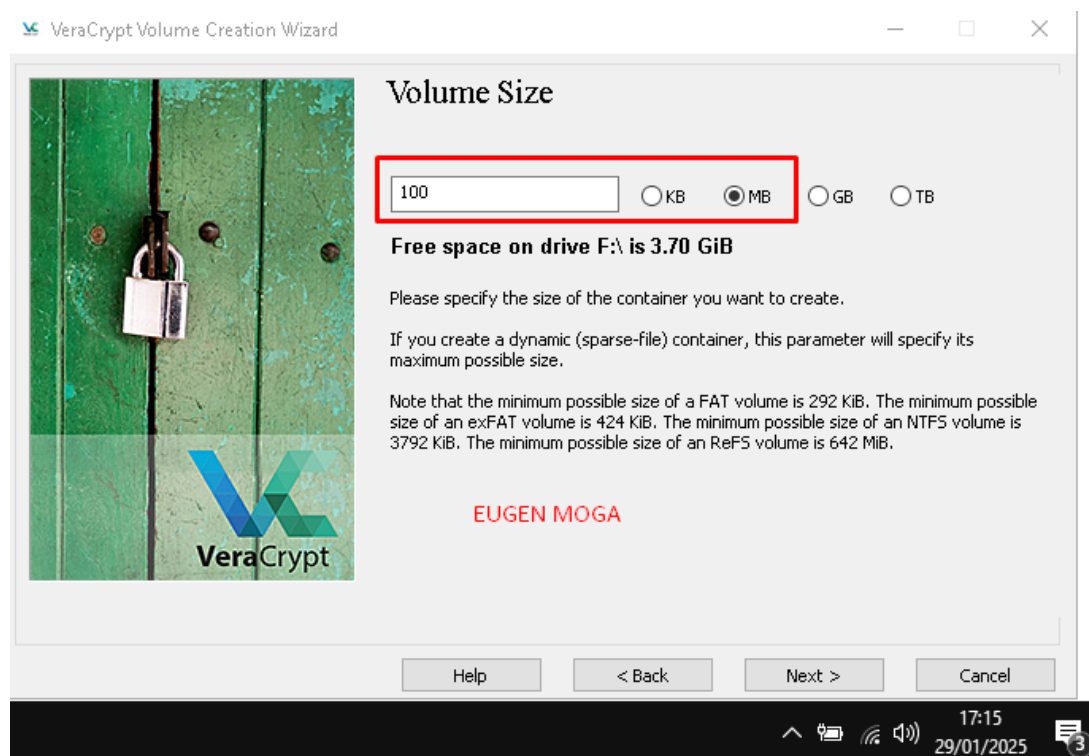 VeraCrypt Volume Creation Wizard
Volume Size
100
KB MB GB TB
Free space on drive F:\ is 3.70 GiB
Please specify the size of the container you want to create.
If you create a dynamic (sparse-file) container, this parameter will specify its
maximum possible size.
Note that the minimum possible size of a FAT volume is 292 KiB. The minimum possible
size of an exFAT volume is 424 KiB. The minimum possible size of an NTFS volume is
3792 KiB. The minimum possible size of an ReFS volume is 642 MiB.
EUGEN MOGA
VeraCrypt
Help < Back Next > Cancel
17:15
29/01/2025
3